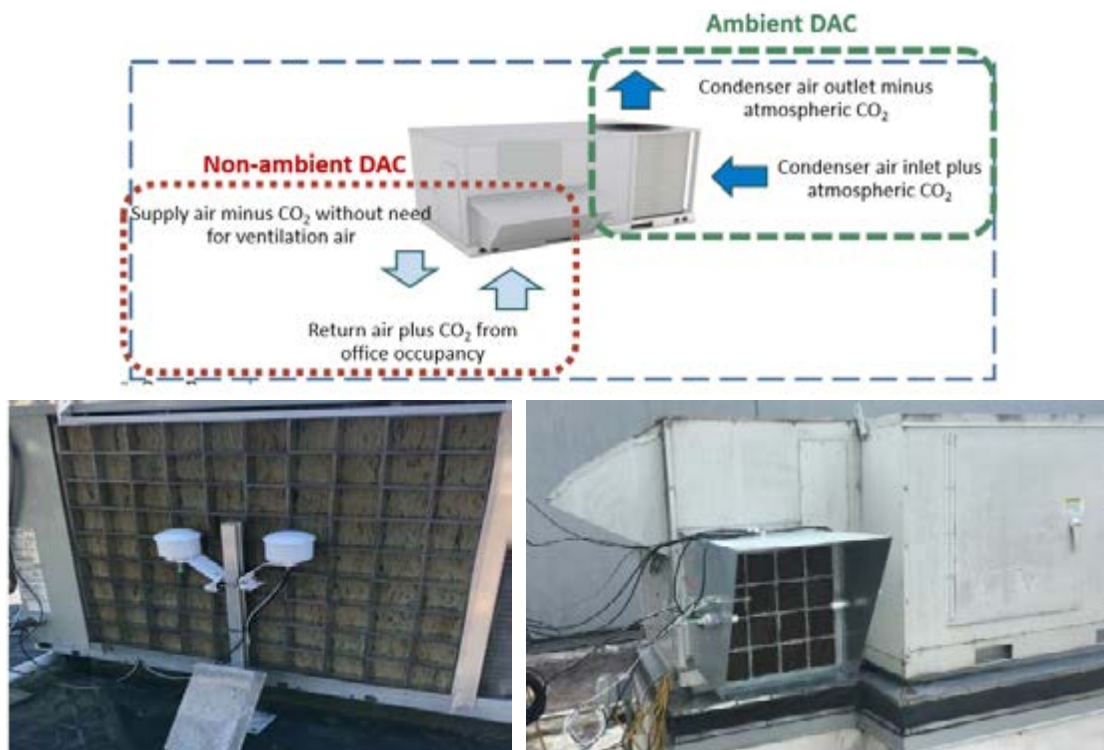 Ambient DAC
Condenser air outlet minus
atmospheric CO₂
Non-ambient DAC
Condenser air inlet plus
atmospheric CO₂
Supply air minus CO₂ without need
for ventilation air
Return air plus CO₂ from
office occupancy